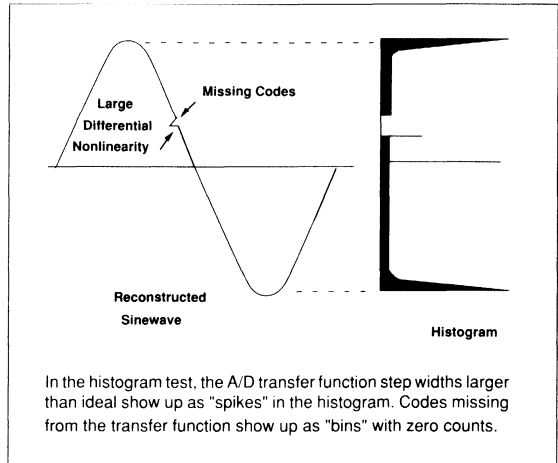 Missing Codes
Large
Differential
Nonlinearity
Reconstructed
Sinewave
Histogram
In the histogram test, the A/D transfer function step widths larger
than ideal show up as "spikes" in the histogram. Codes missing
from the transfer function show up as "bins" with zero counts.